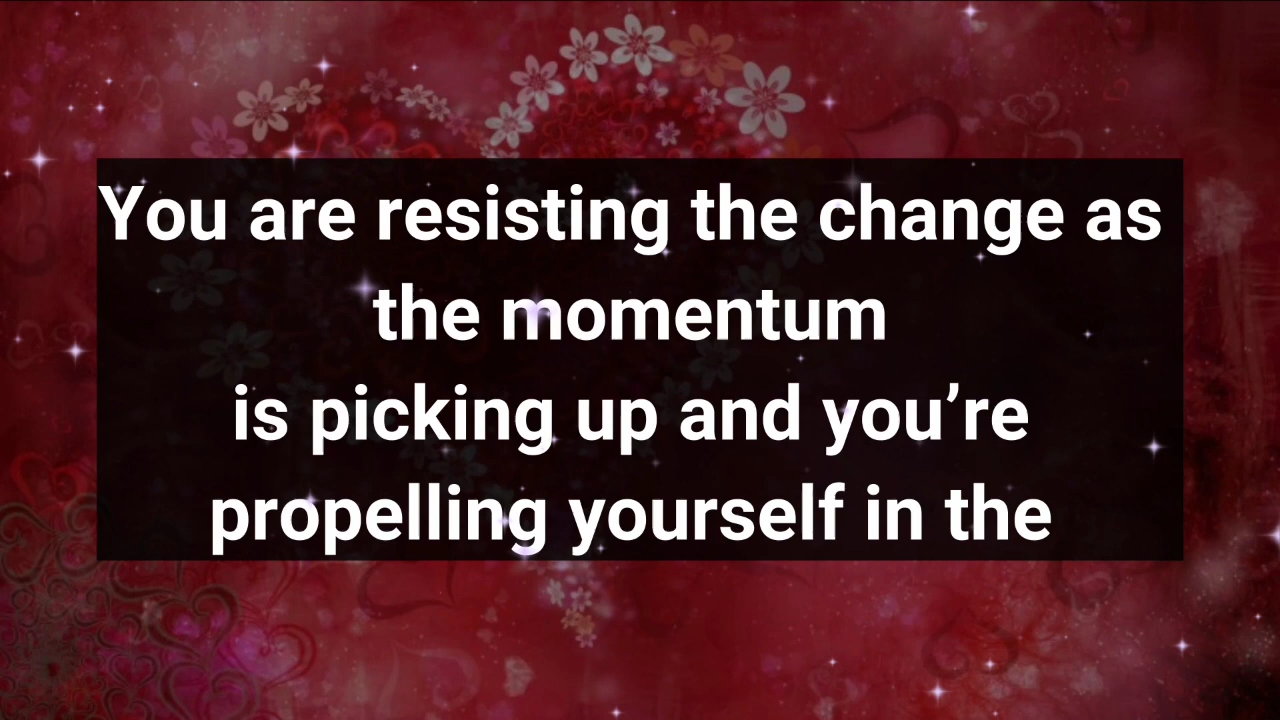 You are resisting the change as
the momentum
is picking up and you’re
propelling yourself in the